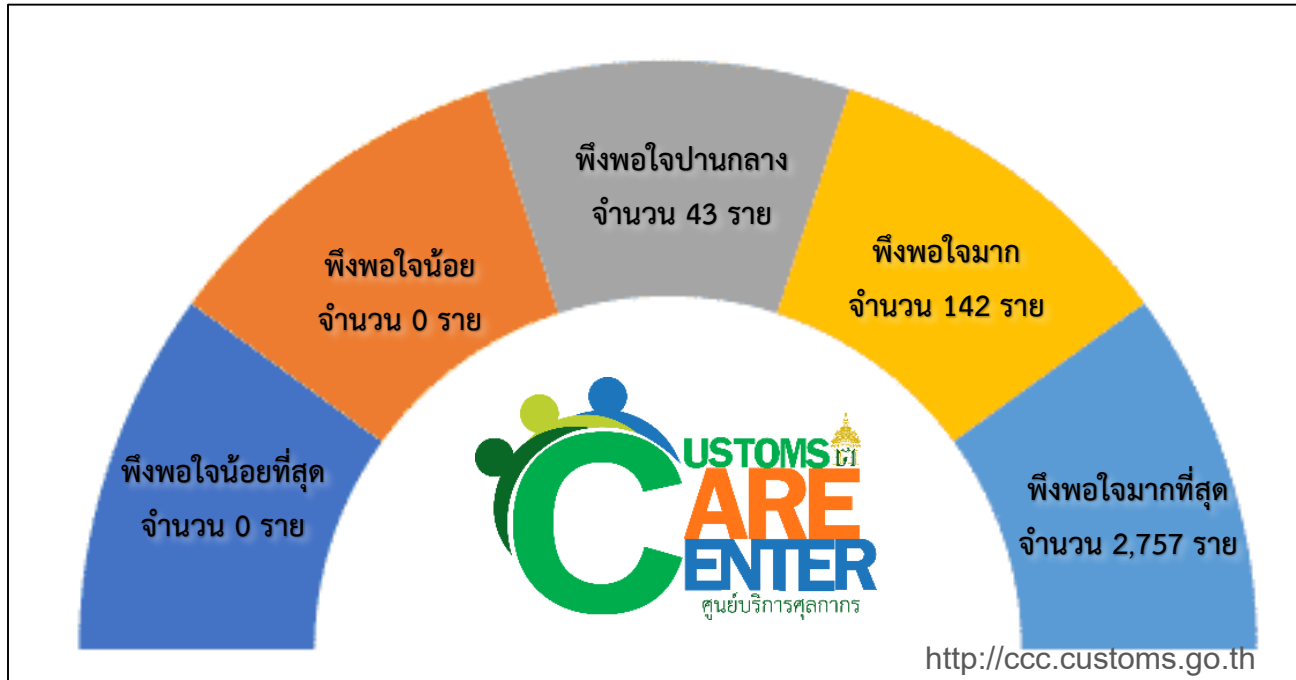 พึงพอใจปานกลาง
จำนวน 43 ราย
พึงพอใจน้อย
จำนวน 0 ราย
พึงพอใจมาก
จำนวน 142 ราย
พึงพอใจน้อยที่สุด
จำนวน 0 ราย
CUSTOMS
CARE
CENTER
ศูนย์บริการศุลกากร
พึงพอใจมากที่สุด
จำนวน 2,757 ราย
http://ccc.customs.go.th